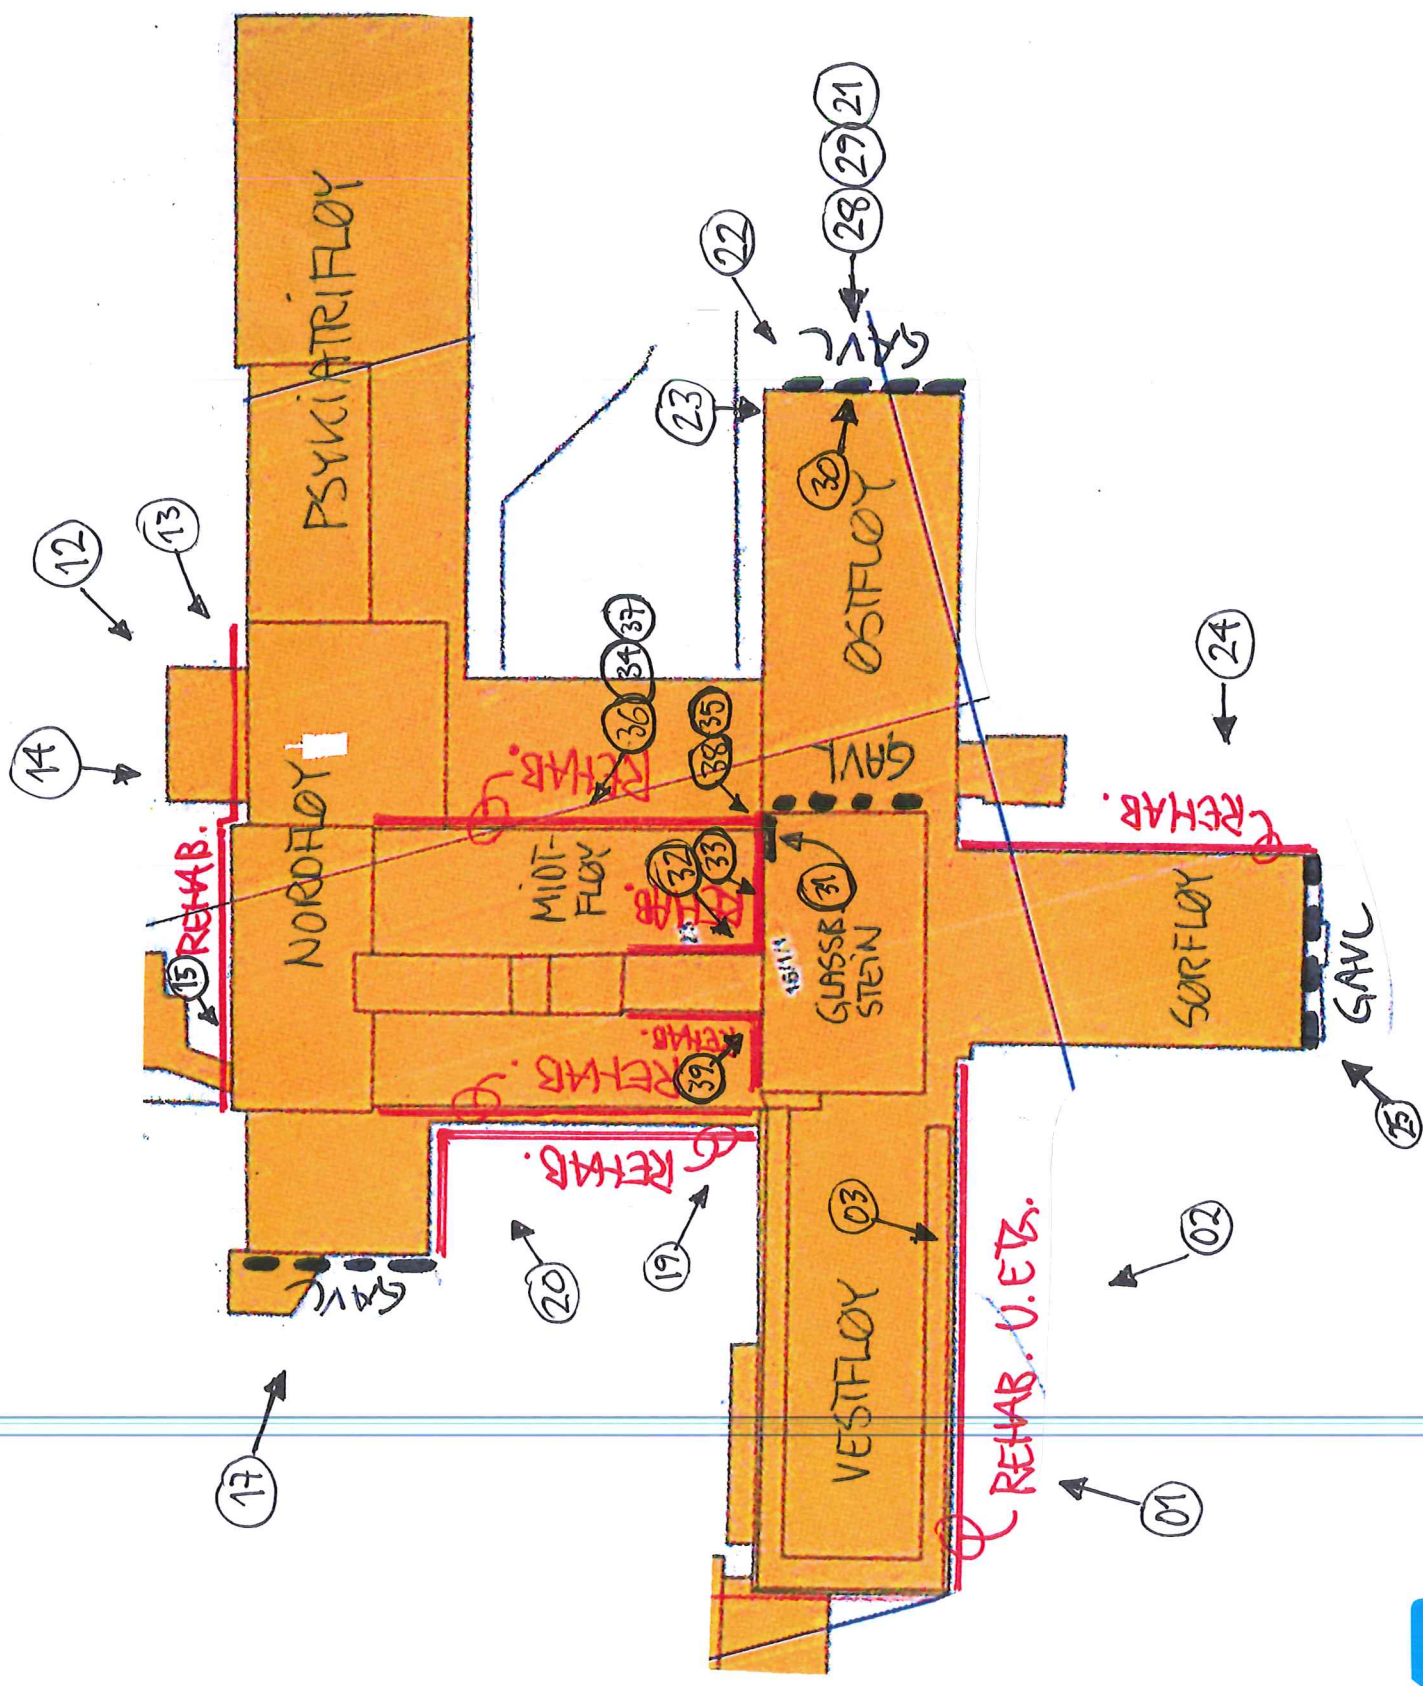 PSYKIATRIFLØY
12
13
14
28 29 21
22
GAVL
23
30
ØSTFLØY
36 34 37
REHAB.
38 35
GAVL
24
REHAB.
NORDFLØY
REHAB.
15
MIDT-
FLØY
32
33
31
GLASSB.
STEIN
SØRFLØY
GAVL
25
REHAB.
39
REHAB.
REHAB.
GAVL
20
19
17
03
VESTFLØY
02
REHAB. U.ETG.
01